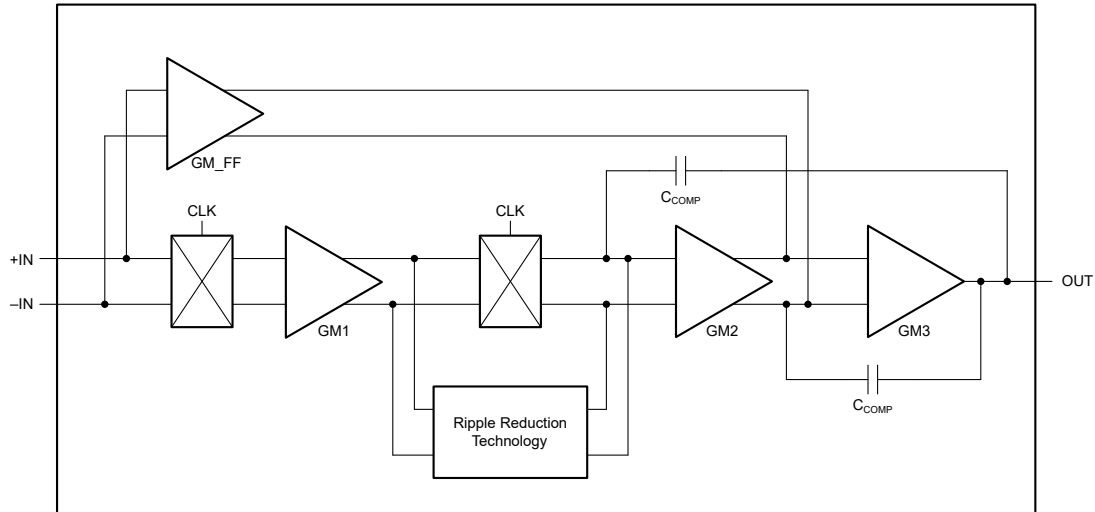 GM_FF
CLK
CLK
C_COMP
+IN
–IN
OUT
GM1
GM2
GM3
C_COMP
Ripple Reduction
Technology